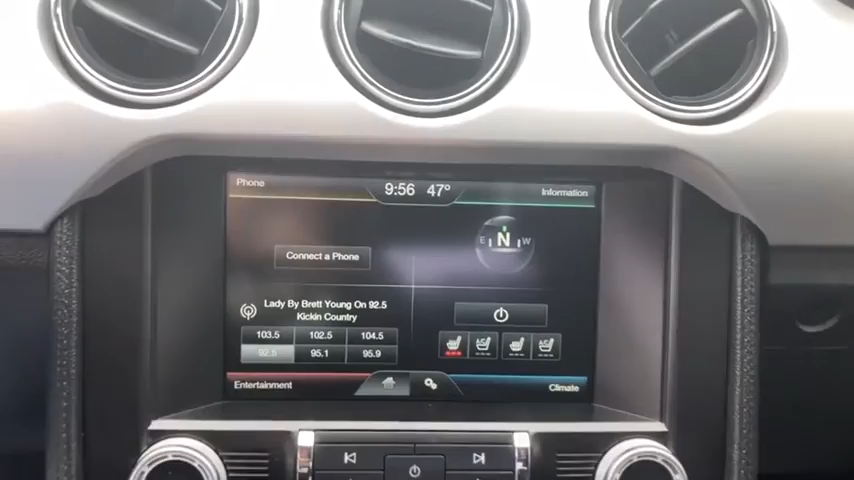 Phone
9:56 47°
Information
E N W
Connect a Phone
Lady By Brett Young On 92.5
Kickin Country
103.5 102.5 104.5
92.5 95.1 95.9
Entertainment
Climate